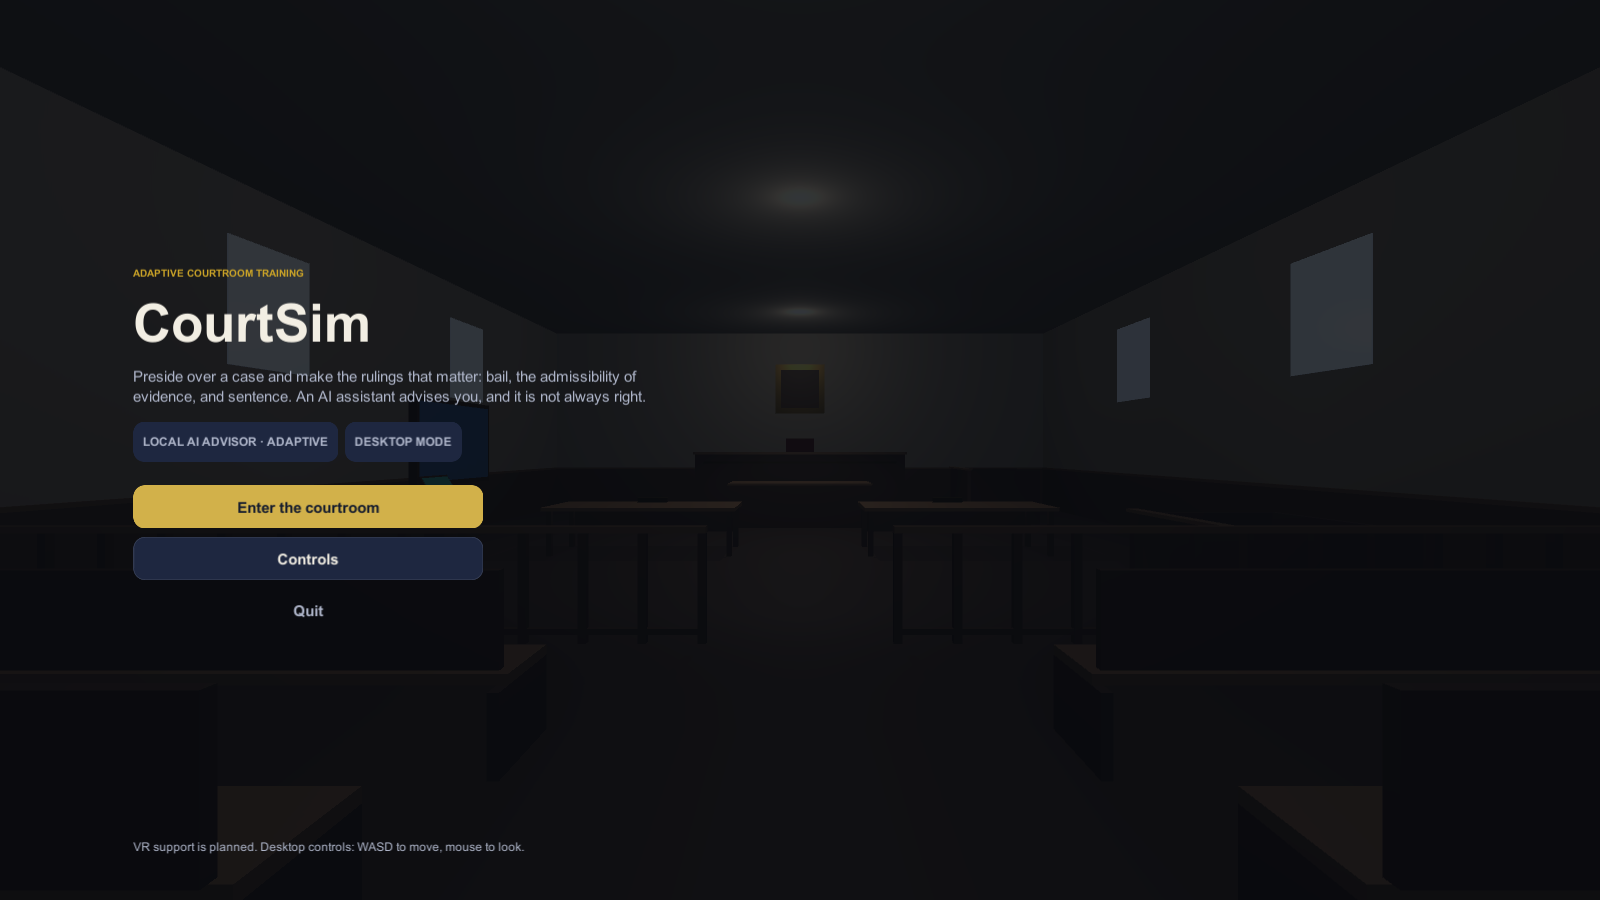 ADAPTIVE COURTROOM TRAINING
CourtSim
Preside over a case and make the rulings that matter: bail, the admissibility of
evidence, and sentence. An AI assistant advises you, and it is not always right.
LOCAL AI ADVISOR · ADAPTIVE
DESKTOP MODE
Enter the courtroom
Controls
Quit
VR support is planned. Desktop controls: WASD to move, mouse to look.